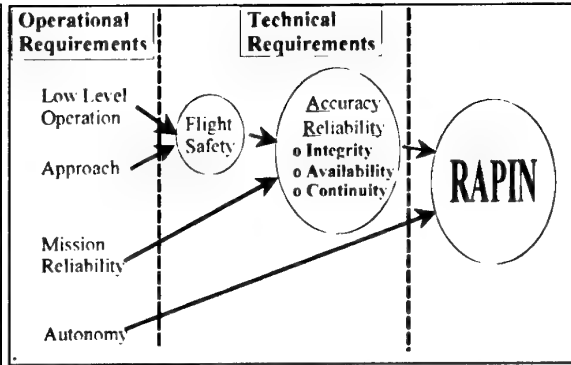 Operational
Requirements
Technical
Requirements
Low Level
Operation
Approach
Mission
Reliability
Autonomy
Flight
Safety
Accuracy
Reliability
o Integrity
o Availability
o Continuity
RAPIN